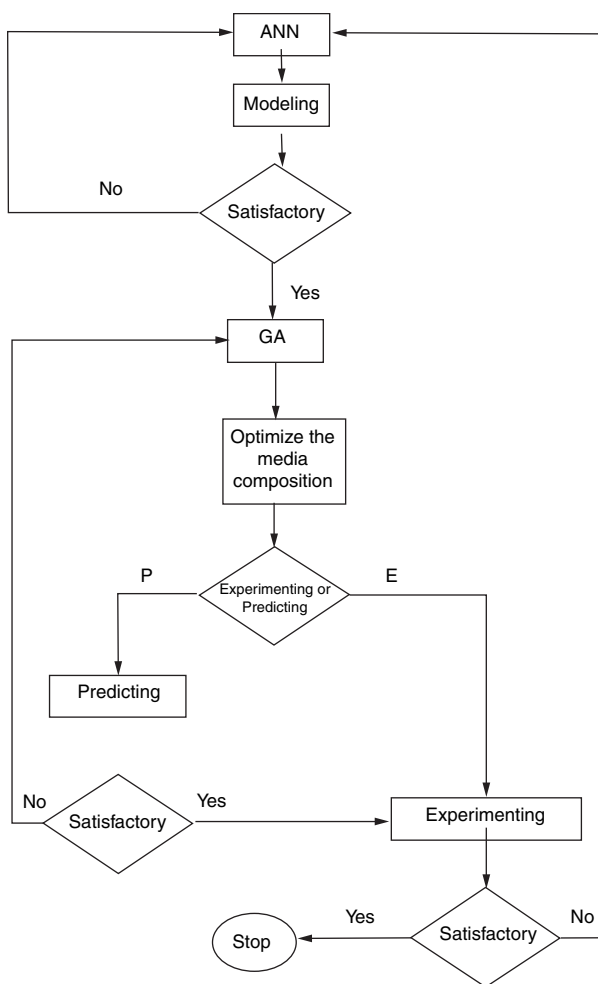 ANN
Modeling
No
Satisfactory
Yes
GA
Optimize the
media
composition
P
E
Experimenting or
Predicting
Predicting
No
Yes
Satisfactory
Experimenting
Yes
No
Satisfactory
Stop